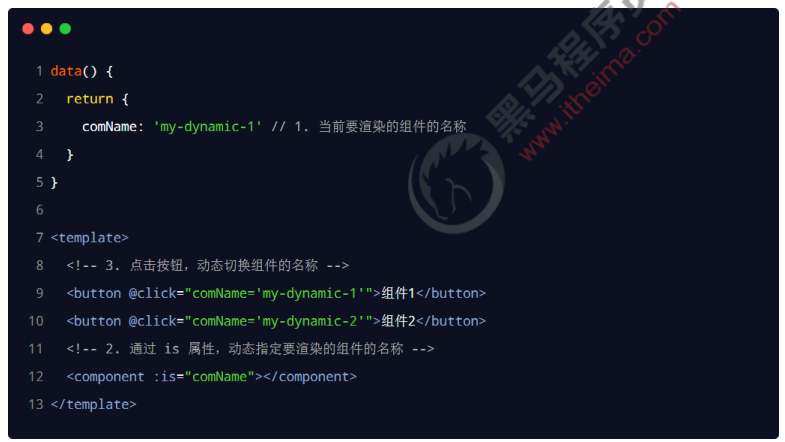 黑马程序员
www.itheima.com
1 data() {
2 return {
3 comName: 'my-dynamic-1' // 1. 当前要渲染的组件的名称
4 }
5 }
6
7 <template>
8 <!-- 3. 点击按钮，动态切换组件的名称 -->
9 <button @click="comName='my-dynamic-1'">组件1</button>
10 <button @click="comName='my-dynamic-2'">组件2</button>
11 <!-- 2. 通过 is 属性，动态指定要渲染的组件的名称 -->
12 <component :is="comName"></component>
13 </template>